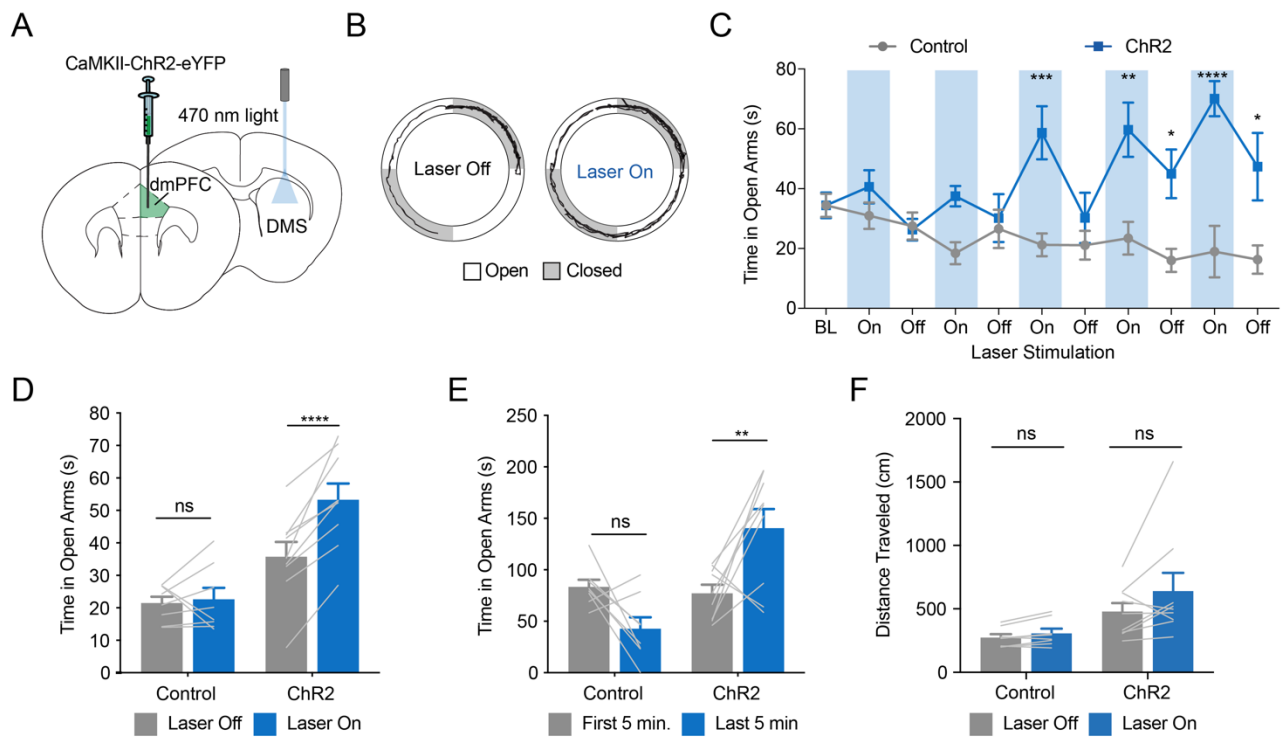 A
CaMKII-ChR2-eYFP
470 nm light
dmPFC
DMS
B
Laser Off
Laser On
Open
Closed
C
Control
ChR2
Time in Open Arms (s)
80
60
40
20
0
***
**
****
*
*
BL On Off On Off On Off On Off On Off
Laser Stimulation
D
Time in Open Arms (s)
80
70
60
50
40
30
20
10
0
ns
****
Control
ChR2
Laser Off
Laser On
E
Time in Open Arms (s)
250
200
150
100
50
0
ns
**
Control
ChR2
First 5 min.
Last 5 min
F
Distance Traveled (cm)
2000
1500
1000
500
0
ns
ns
Control
ChR2
Laser Off
Laser On